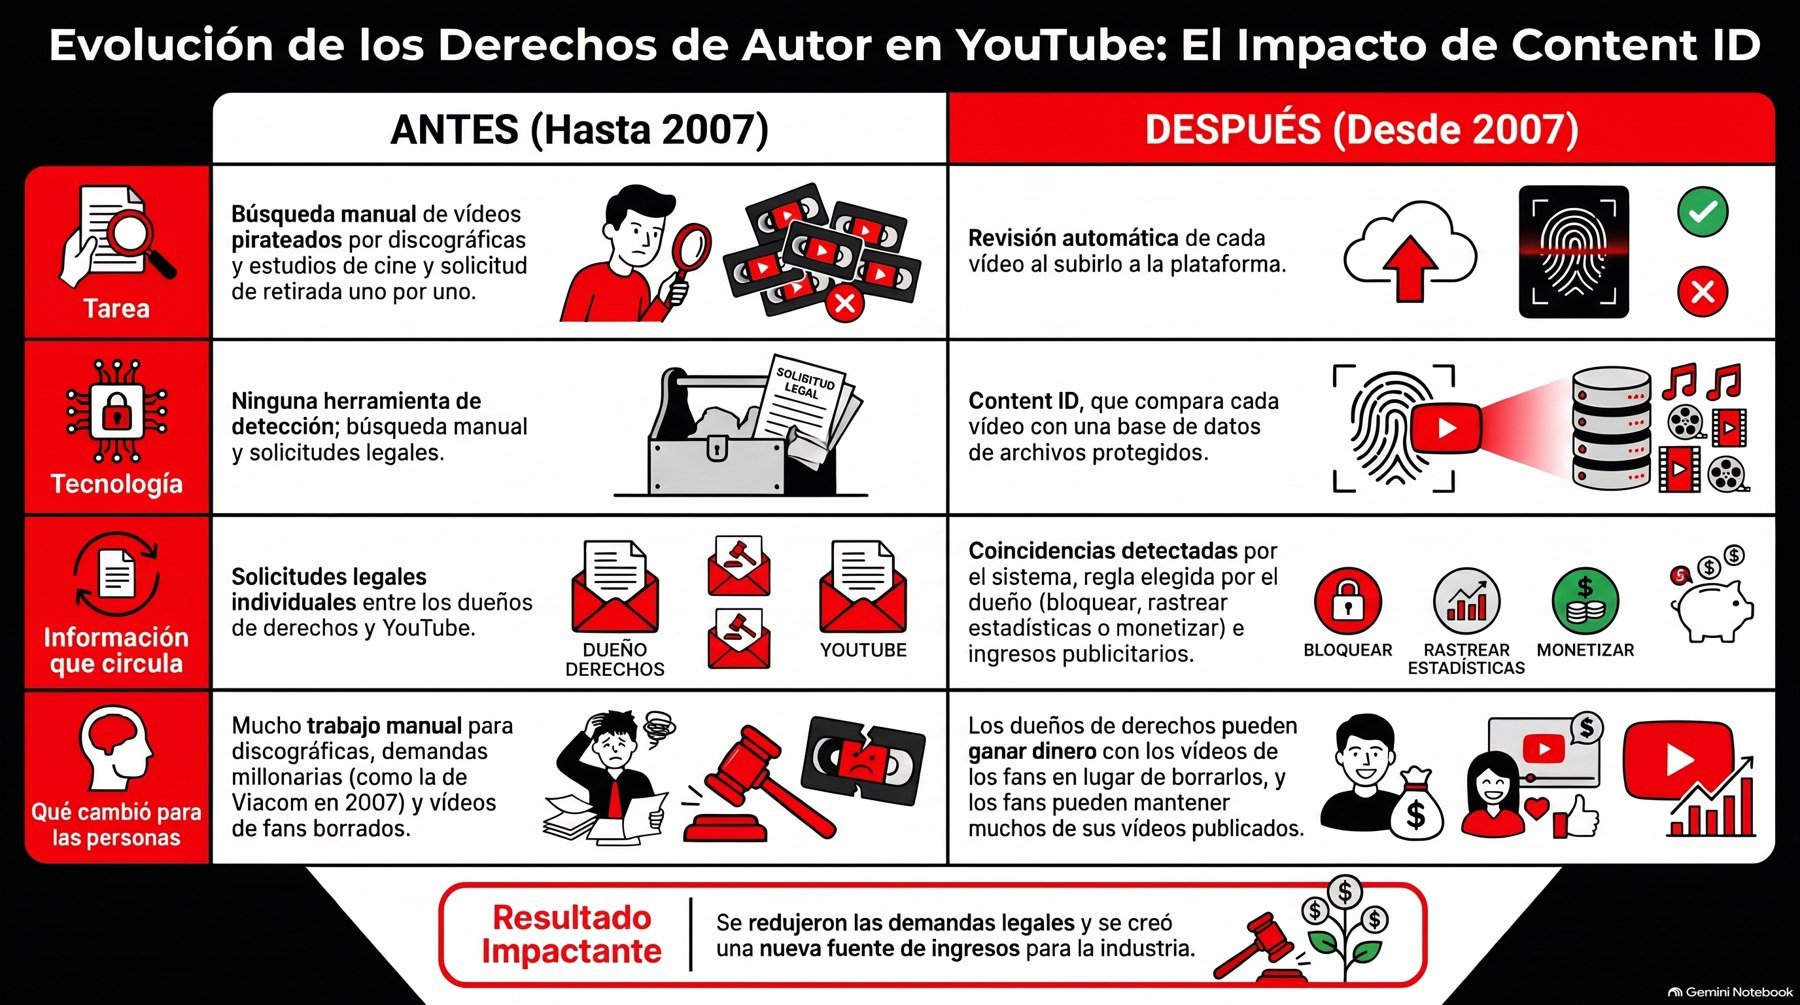 Evolución de los Derechos de Autor en YouTube: El Impacto de Content ID
ANTES (Hasta 2007)
DESPUÉS (Desde 2007)
Tarea
Búsqueda manual de vídeos
pirateados por discográficas
y estudios de cine y solicitud
de retirada uno por uno.
Revisión automática de cada
vídeo al subirlo a la plataforma.
Tecnología
Ninguna herramienta de
detección; búsqueda manual
y solicitudes legales.
SOLIBITUD
LEGAL
Content ID, que compara cada
vídeo con una base de datos
de archivos protegidos.
Información
que circula
Solicitudes legales
individuales entre los dueños
de derechos y YouTube.
DUEÑO
DERECHOS
YOUTUBE
Coincidencias detectadas por
el sistema, regla elegida por el
dueño (bloquear, rastrear
estadísticas o monetizar) e
ingresos publicitarios.
BLOQUEAR
RASTREAR
ESTADÍSTICAS
MONETIZAR
Qué cambió para
las personas
Mucho trabajo manual para
discográficas, demandas
millonarias (como la de
Viacom en 2007) y vídeos
de fans borrados.
Los dueños de derechos pueden
ganar dinero con los vídeos de
los fans en lugar de borrarlos, y
los fans pueden mantener
muchos de sus vídeos publicados.
Resultado
Impactante
Se redujeron las demandas legales y se creó
una nueva fuente de ingresos para la industria.
Gemini Notebook